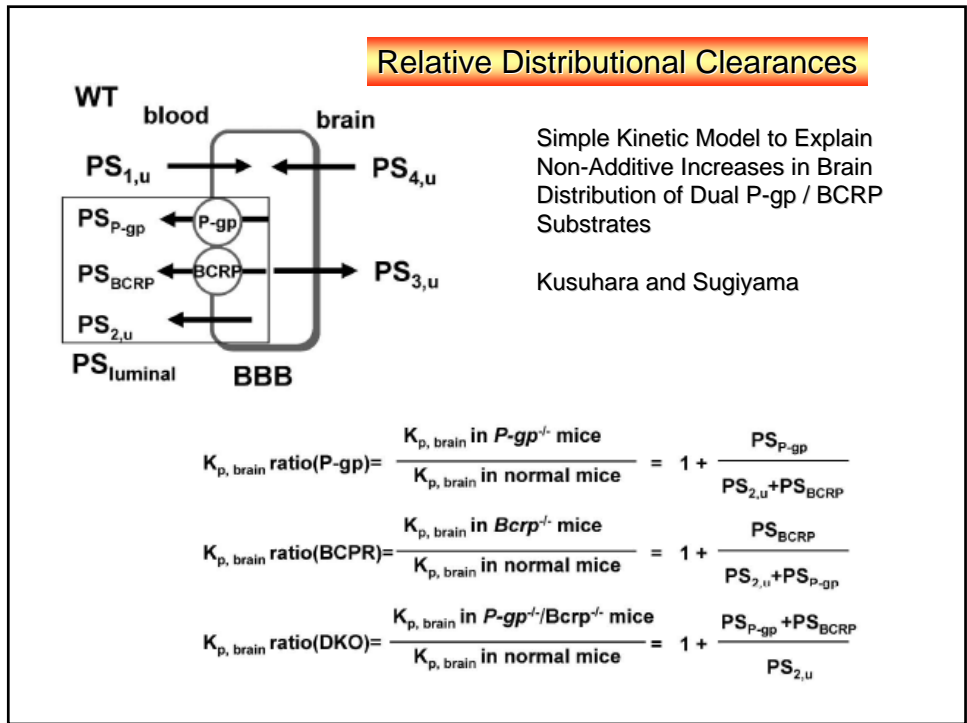 Relative Distributional Clearances
WT
blood
brain
PS1,u
PS4,u
PSP-gp
P-gp
PSBCRP
BCRP
PS3,u
PS2,u
PSluminal
BBB
Simple Kinetic Model to Explain
Non-Additive Increases in Brain
Distribution of Dual P-gp / BCRP
Substrates
Kusuhara and Sugiyama
Kp, brain ratio(P-gp)= Kp, brain in P-gp-/- mice / Kp, brain in normal mice = 1 + PSP-gp / PS2,u+PSBCRP
Kp, brain ratio(BCPR)= Kp, brain in Bcrp-/- mice / Kp, brain in normal mice = 1 + PSBCRP / PS2,u+PSP-gp
Kp, brain ratio(DKO)= Kp, brain in P-gp-/-/Bcrp-/- mice / Kp, brain in normal mice = 1 + PSP-gp +PSBCRP / PS2,u